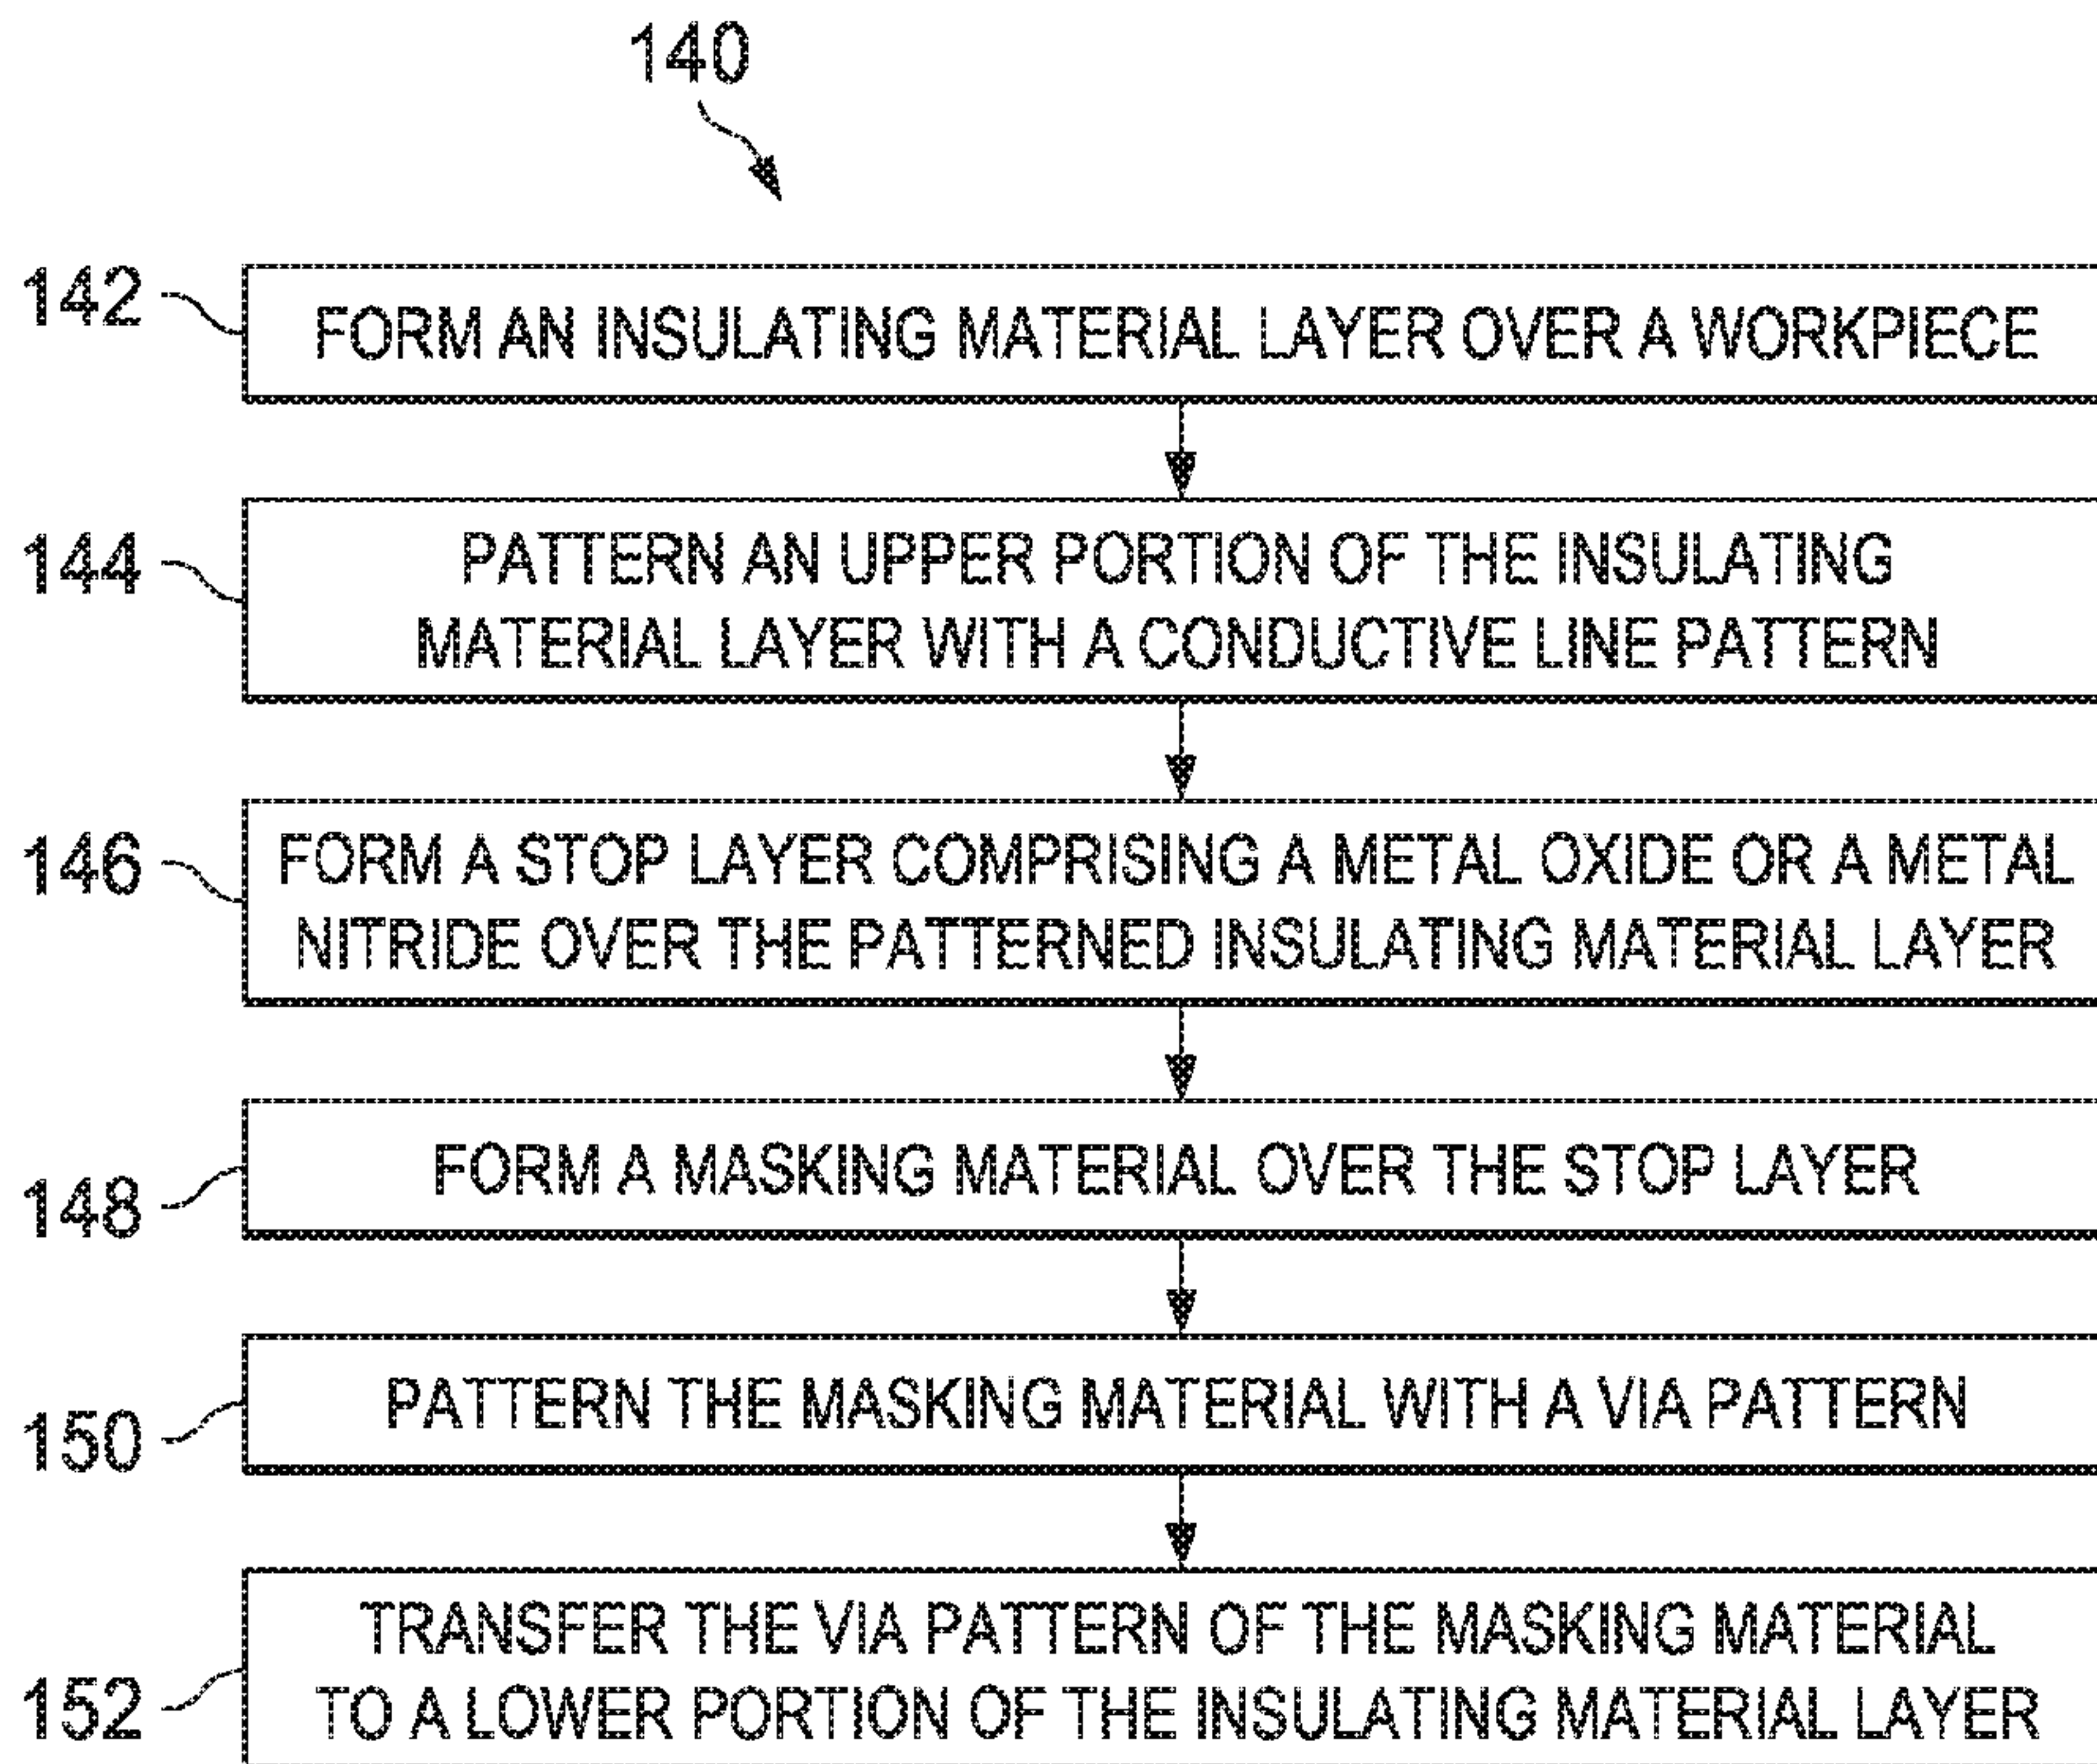 140
142
FORM AN INSULATING MATERIAL LAYER OVER A WORKPIECE
144
PATTERN AN UPPER PORTION OF THE INSULATING
MATERIAL LAYER WITH A CONDUCTIVE LINE PATTERN
146
FORM A STOP LAYER COMPRISING A METAL OXIDE OR A METAL
NITRIDE OVER THE PATTERNED INSULATING MATERIAL LAYER
148
FORM A MASKING MATERIAL OVER THE STOP LAYER
150
PATTERN THE MASKING MATERIAL WITH A VIA PATTERN
152
TRANSFER THE VIA PATTERN OF THE MASKING MATERIAL
TO A LOWER PORTION OF THE INSULATING MATERIAL LAYER